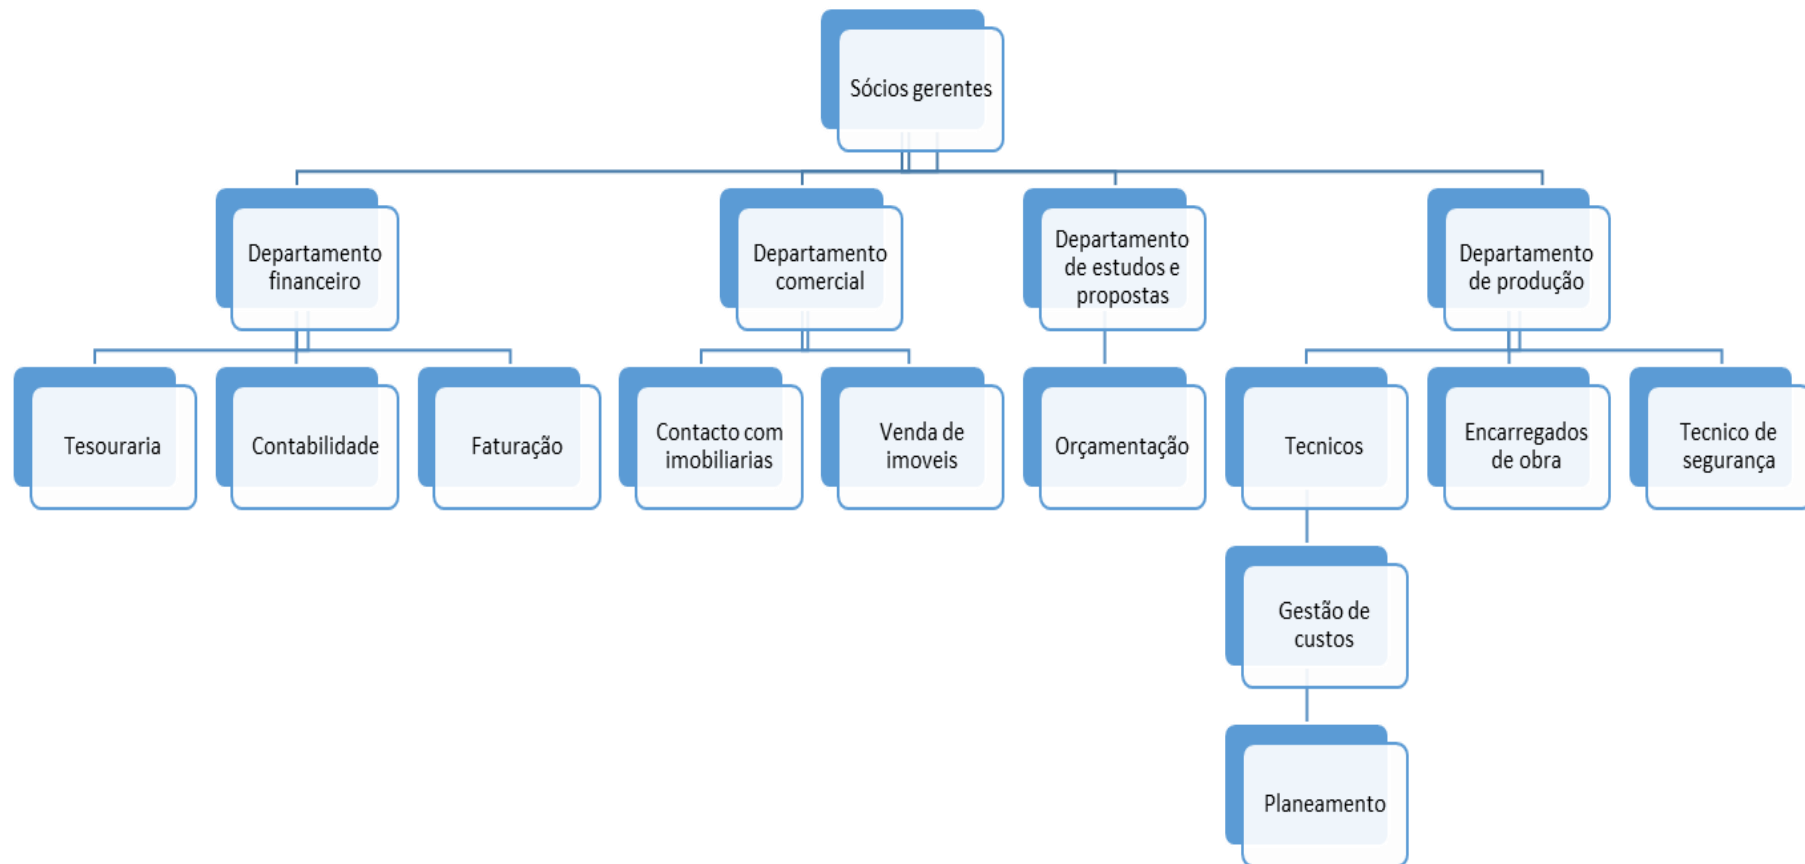 Sócios gerentes
Departamento
financeiro
Departamento
comercial
Departamento
de estudos e
propostas
Departamento
de produção
Tesouraria
Contabilidade
Faturação
Contacto com
imobiliarias
Venda de
imoveis
Orçamentação
Tecnicos
Encarregados
de obra
Tecnico de
segurança
Gestão de
custos
Planeamento